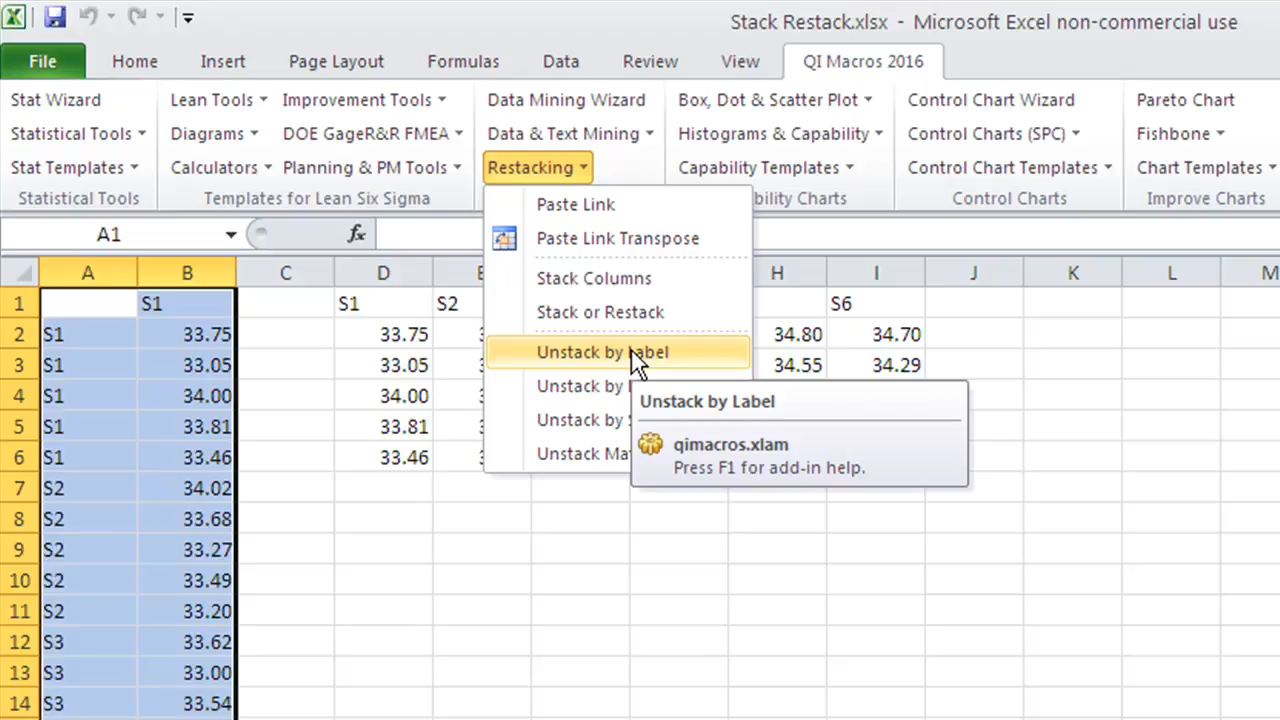 Stack Restack.xlsx - Microsoft Excel non-commercial use
File Home Insert Page Layout Formulas Data Review View QI Macros 2016
Stat Wizard Lean Tools Improvement Tools Data Mining Wizard Box, Dot & Scatter Plot Control Chart Wizard Pareto Chart
Statistical Tools Diagrams DOE GageR&R FMEA Data & Text Mining Histograms & Capability Control Charts (SPC) Fishbone
Stat Templates Calculators Planning & PM Tools Restacking Capability Templates Control Chart Templates Chart Templates
Statistical Tools Templates for Lean Six Sigma bility Charts Control Charts Improve Charts
Paste Link
A1 fx Paste Link Transpose
A B C D H I J K L M
Stack Columns
1 S1 S1 S2 S6
Stack or Restack
2 S1 33.75 33.75 34.80 34.70
Unstack by Label
3 S1 33.05 33.05 34.55 34.29
Unstack by
4 S1 34.00 34.00
Unstack by Label
5 S1 33.81 33.81 Unstack by S
qimacros.xlam
6 S1 33.46 33.46 Unstack Ma
Press F1 for add-in help.
7 S2 34.02
8 S2 33.68
9 S2 33.27
10 S2 33.49
11 S2 33.20
12 S3 33.62
13 S3 33.00
14 S3 33.54